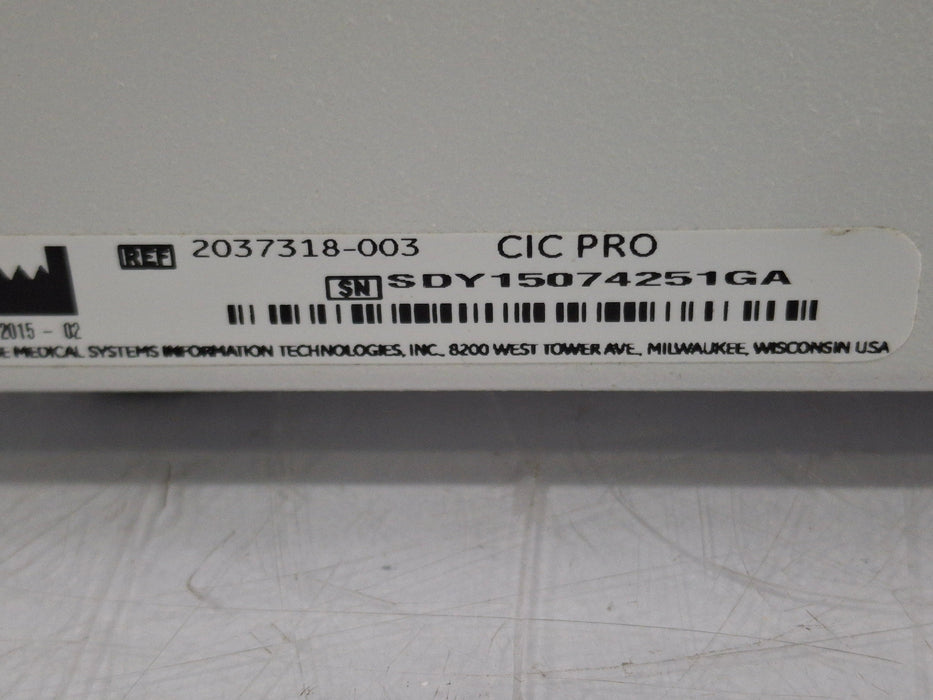 REF 2037318-003 CIC PRO
SN SDY15074251GA
2015 - 02
E MEDICAL SYSTEMS INFORMATION TECHNOLOGIES, INC., 8200 WEST TOWER AVE., MILWAUKEE, WISCONSIN USA